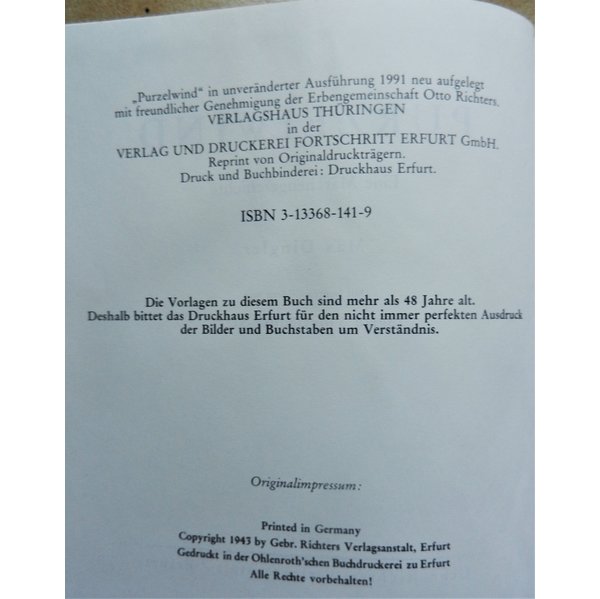 „Purzelwind“ in unveränderter Ausführung 1991 neu aufgelegt
mit freundlicher Genehmigung der Erbengemeinschaft Otto Richters.
VERLAGSHAUS THÜRINGEN
in der
VERLAG UND DRUCKEREI FORTSCHRITT ERFURT GmbH.
Reprint von Originaldruckträgern.
Druck und Buchbinderei: Druckhaus Erfurt.
ISBN 3-13368-141-9
Die Vorlagen zu diesem Buch sind mehr als 48 Jahre alt.
Deshalb bittet das Druckhaus Erfurt für den nicht immer perfekten Ausdruck
der Bilder und Buchstaben um Verständnis.
Originalimpressum:
Printed in Germany
Copyright 1943 by Gebr. Richters Verlagsanstalt, Erfurt
Gedruckt in der Ohlenroth'schen Buchdruckerei zu Erfurt
Alle Rechte vorbehalten!